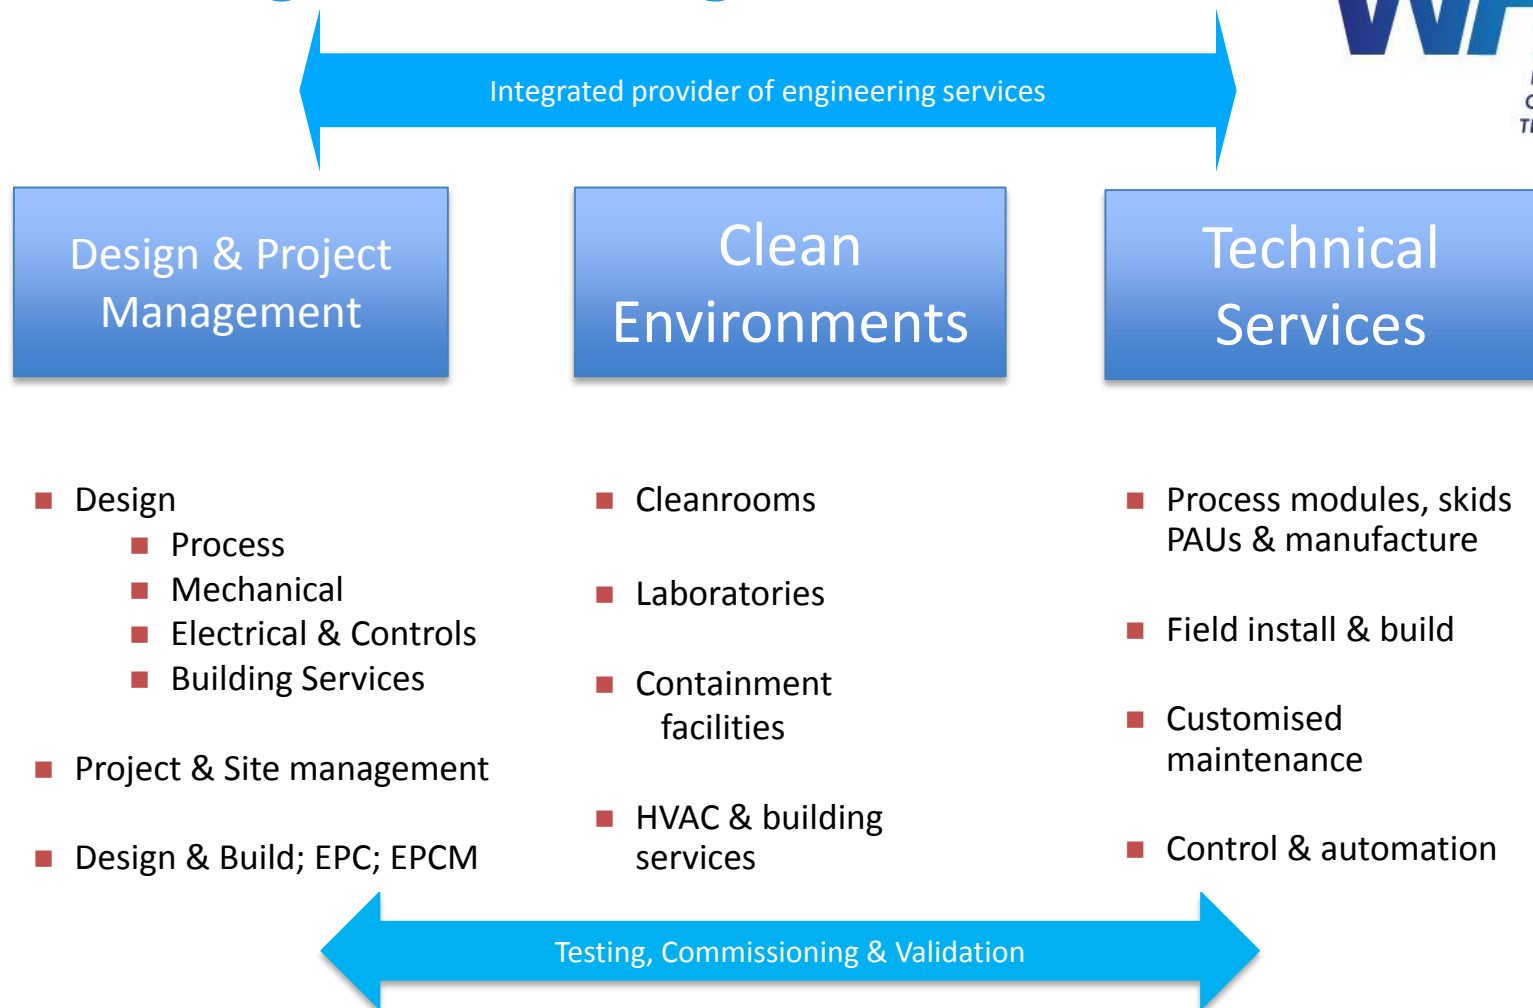 Integrated provider of engineering services
Design & Project
Management
Clean
Environments
Technical
Services
Design
Process
Mechanical
Electrical & Controls
Building Services
Project & Site management
Design & Build; EPC; EPCM
Cleanrooms
Laboratories
Containment
facilities
HVAC & building
services
Process modules, skids
PAUs & manufacture
Field install & build
Customised
maintenance
Control & automation
Testing, Commissioning & Validation